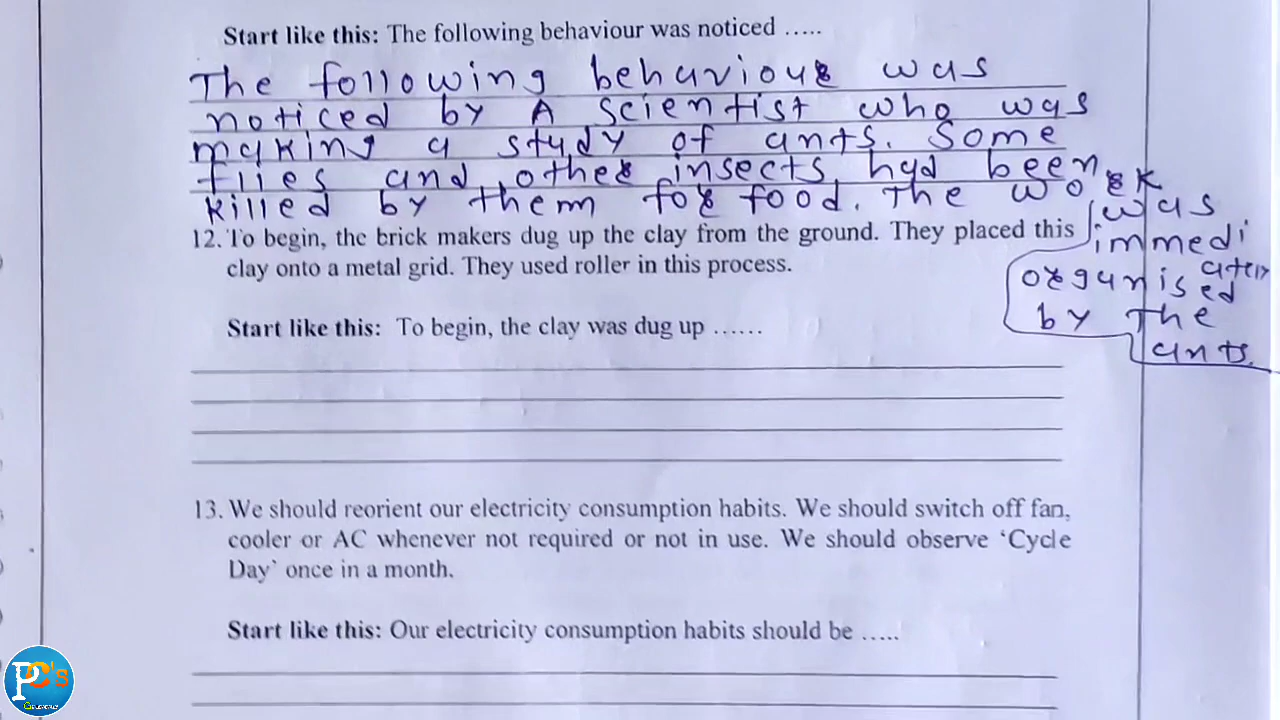 Start like this: The following behaviour was noticed …..
The following behaviour was
noticed by A scientist who was
making a study of ants. Some
flies and other insects had been
killed by them for food. The work
was
immedi
ately
organis
ed
by the
ants.
12. To begin, the brick makers dug up the clay from the ground. They placed this
clay onto a metal grid. They used roller in this process.
Start like this: To begin, the clay was dug up ……
13. We should reorient our electricity consumption habits. We should switch off fan,
cooler or AC whenever not required or not in use. We should observe ‘Cycle
Day’ once in a month.
Start like this: Our electricity consumption habits should be …..
PC's